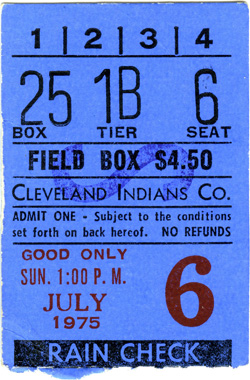 1 | 2 | 3 | 4
25 1B 6
BOX TIER SEAT
FIELD BOX $4.50
CLEVELAND INDIANS CO.
ADMIT ONE - Subject to the conditions
set forth on back hereof. NO REFUNDS
GOOD ONLY
SUN. 1:00 P. M.
JULY 6
1975
RAIN CHECK